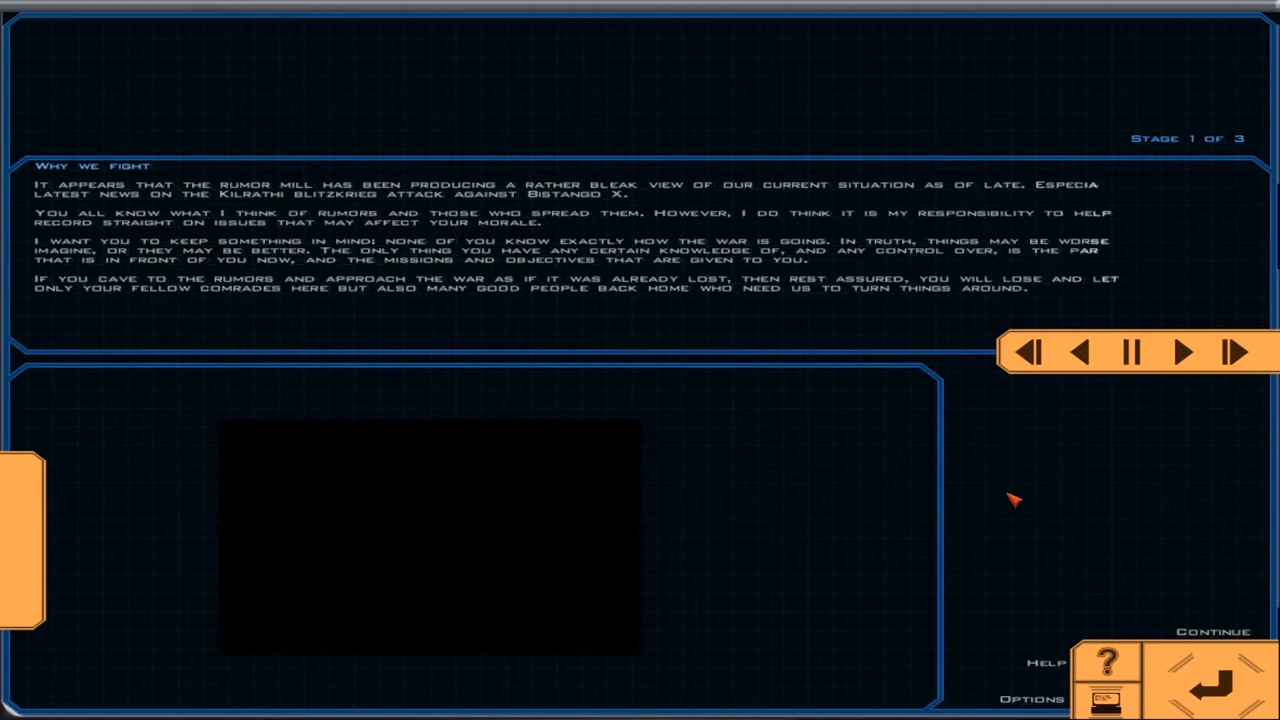 Stage 1 of 3
Why we fight
It appears that the rumor mill has been producing a rather bleak view of our current situation as of late. Especia
latest news on the Kilrathi blitzkrieg attack against Bistango X.
You all know what I think of rumors and those who spread them. However, I do think it is my responsibility to help
record straight on issues that may affect your morale.
I want you to keep something in mind: none of you know exactly how the war is going. In truth, things may be worse
imagine, or they may be better. The only thing you have any certain knowledge of, and any control over, is the par
that is in front of you now, and the missions and objectives that are given to you.
If you cave to the rumors and approach the war as if it was already lost, then rest assured, you will lose and let
only your fellow comrades here but also many good people back home who need us to turn things around.
Continue
Help
?
Options